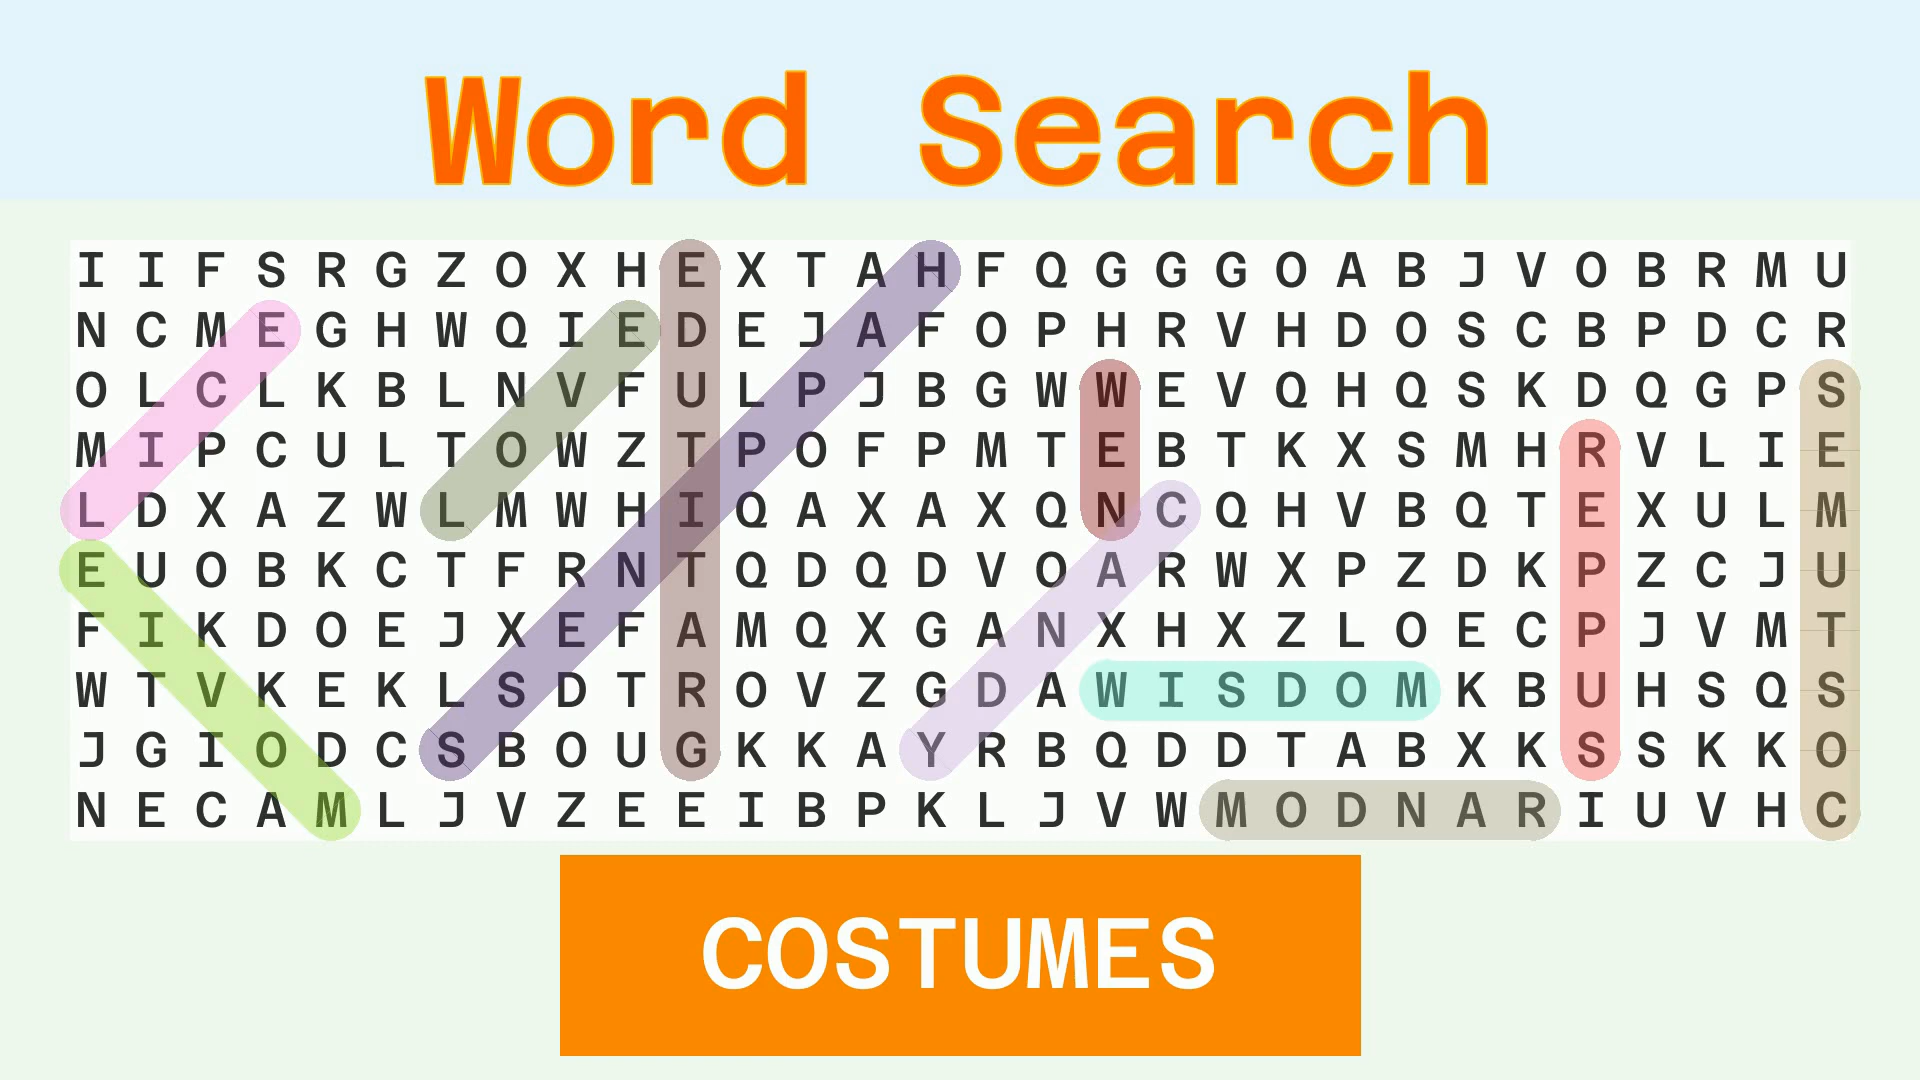 Word Search
I I F S R G Z O X H E X T A H F Q G G G O A B J V O B R M U
N C M E G H W Q I E D E J A F O P H R V H D O S C B P D C R
O L C L K B L N V F U L P J B G W W E V Q H Q S K D Q G P S
M I P C U L T O W Z T P O F P M T E B T K X S M H R V L I E
L D X A Z W L M W H I Q A X A X Q N C Q H V B Q T E X U L M
E U O B K C T F R N T Q D Q D V O A R W X P Z D K P Z C J U
F I K D O E J X E F A M Q X G A N X H X Z L O E C P J V M T
W T V K E K L S D T R O V Z G D A W I S D O M K B U H S Q S
J G I O D C S B O U G K K A Y R B Q D D T A B X K S S K K O
N E C A M L J V Z E E I B P K L J V W M O D N A R I U V H C
COSTUMES